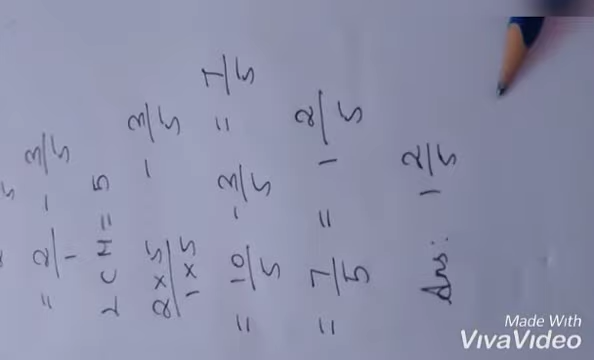 = 2/1 - 3/5
LCM = 5
2×5/1×5 - 3/5
= 10/5 - 3/5 = 7/5
= 7/5 = 1 2/5
Ans: 1 2/5
Made With
VivaVideo